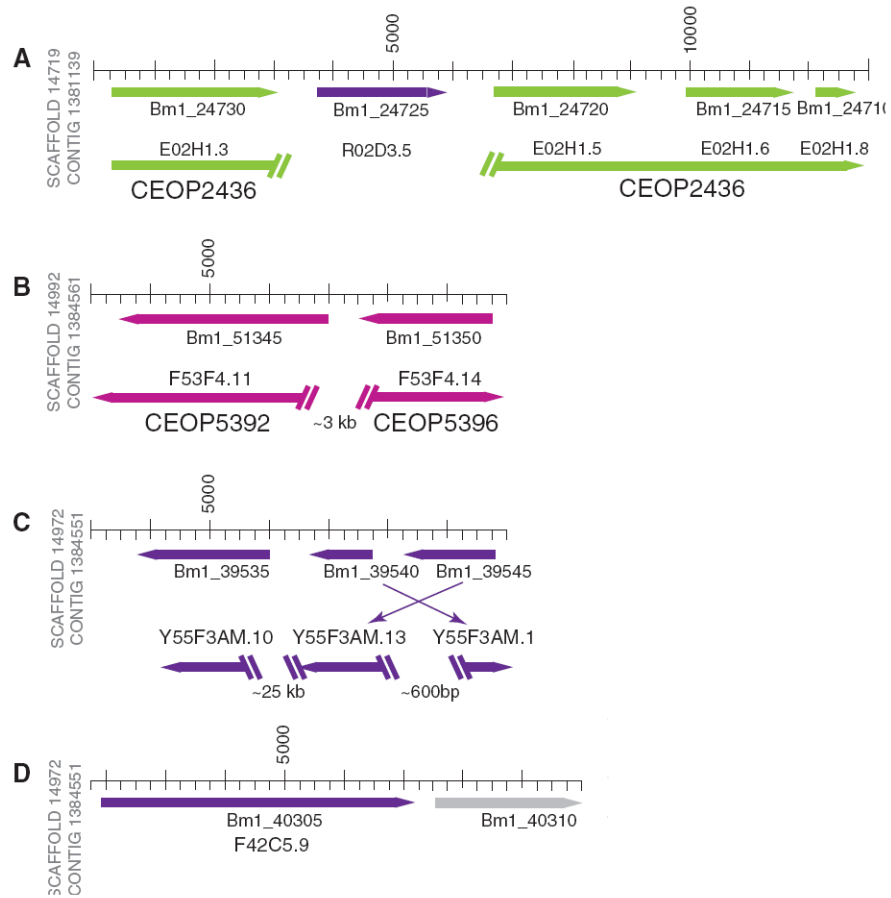 A
SCAFFOLD 14719
CONTIG 1381139
5000 10000
Bm1_24730 Bm1_24725 Bm1_24720 Bm1_24715 Bm1_24710
E02H1.3 R02D3.5 E02H1.5 E02H1.6 E02H1.8
CEOP2436 CEOP2436
B
SCAFFOLD 14992
CONTIG 1384561
5000
Bm1_51345 Bm1_51350
F53F4.11 F53F4.14
CEOP5392 ~3 kb CEOP5396
C
SCAFFOLD 14972
CONTIG 1384551
5000
Bm1_39535 Bm1_39540 Bm1_39545
Y55F3AM.10 Y55F3AM.13 Y55F3AM.1
~25 kb ~600bp
D
SCAFFOLD 14972
CONTIG 1384551
5000
Bm1_40305 Bm1_40310
F42C5.9